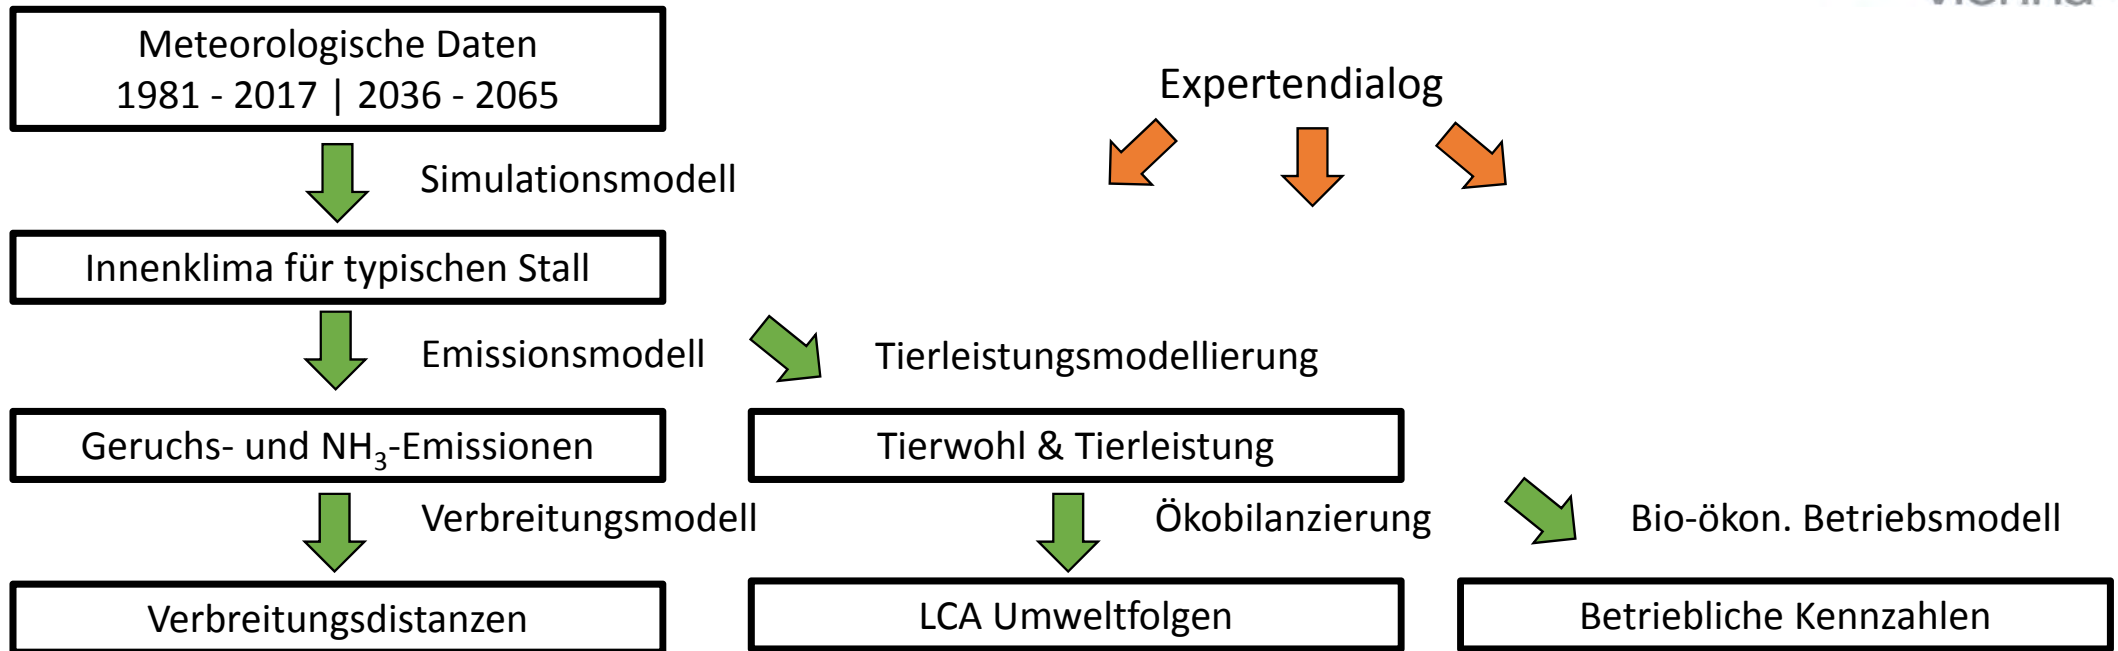 Meteorologische Daten
1981 - 2017 | 2036 - 2065
Expertendialog
Simulationsmodell
Innenklima für typischen Stall
Emissionsmodell
Tierleistungsmodellierung
Geruchs- und NH₃-Emissionen
Tierwohl & Tierleistung
Verbreitungsmodell
Ökobilanzierung
Bio-ökon. Betriebsmodell
Verbreitungsdistanzen
LCA Umweltfolgen
Betriebliche Kennzahlen